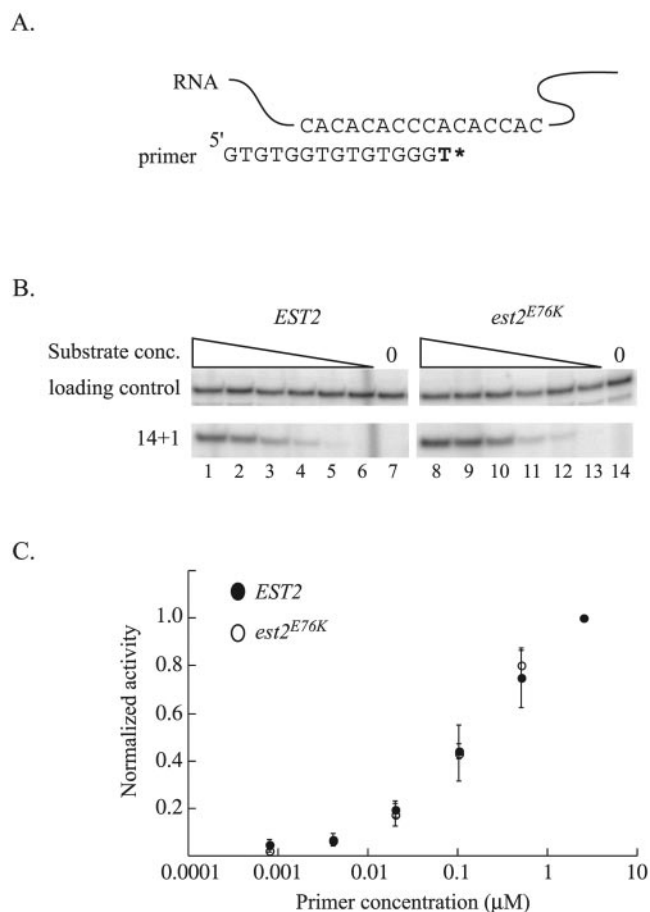 A.
RNA
CACACACCCACACCAC
5'
primer GTGTGGTGTGTGGGT*
B.
EST2 est2E76K
Substrate conc. 0 0
loading control
14+1
1 2 3 4 5 6 7 8 9 10 11 12 13 14
C.
EST2
est2E76K
Normalized activity
1.0
0.8
0.6
0.4
0.2
0.0001 0.001 0.01 0.1 1 10
Primer concentration (μM)